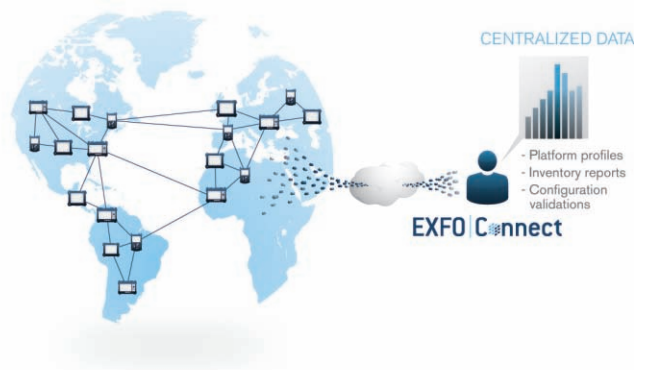 CENTRALIZED DATA
- Platform profiles
- Inventory reports
- Configuration
validations
EXFO Connect